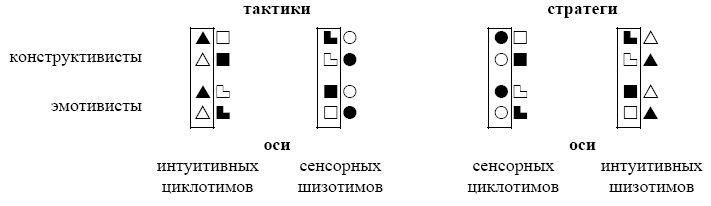 тактики стратеги
конструктивисты
эмотивисты
оси оси
интуитивных сенсорных сенсорных интуитивных
циклотимов шизотимов циклотимов шизотимов